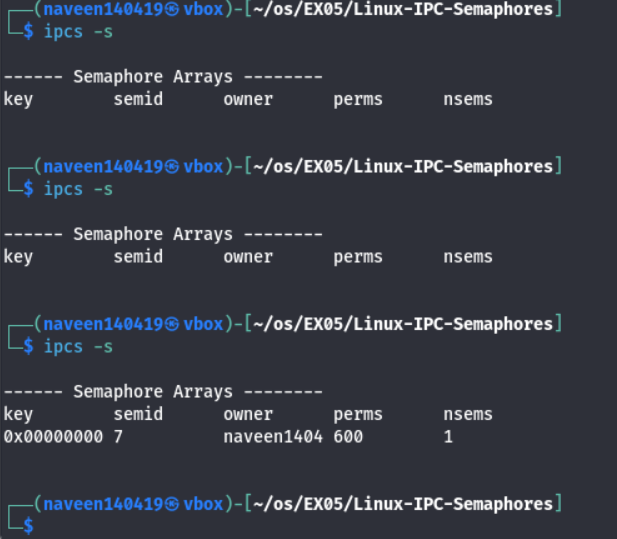 ┌──(naveen140419㉿vbox)-[~/os/EX05/Linux-IPC-Semaphores]
└─$ ipcs -s
------ Semaphore Arrays --------
key        semid      owner      perms      nsems
┌──(naveen140419㉿vbox)-[~/os/EX05/Linux-IPC-Semaphores]
└─$ ipcs -s
------ Semaphore Arrays --------
key        semid      owner      perms      nsems
┌──(naveen140419㉿vbox)-[~/os/EX05/Linux-IPC-Semaphores]
└─$ ipcs -s
------ Semaphore Arrays --------
key        semid      owner      perms      nsems
0x00000000 7          naveen1404 600        1
┌──(naveen140419㉿vbox)-[~/os/EX05/Linux-IPC-Semaphores]
└─$